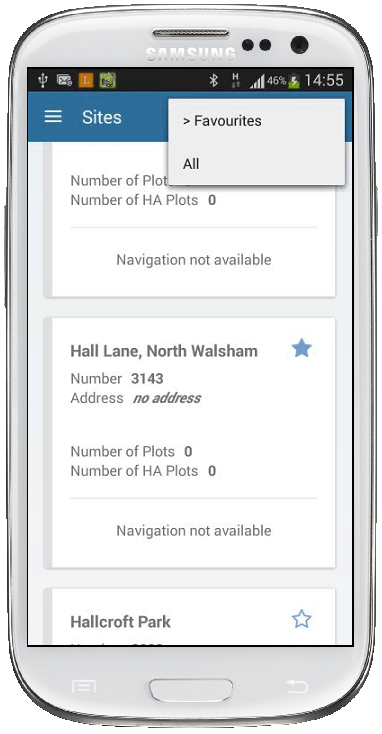 SAMSUNG
H
46%
14:55
Sites
> Favourites
All
Number of Plots
Number of HA Plots 0
Navigation not available
Hall Lane, North Walsham
Number 3143
Address no address
Number of Plots 0
Number of HA Plots 0
Navigation not available
Hallcroft Park